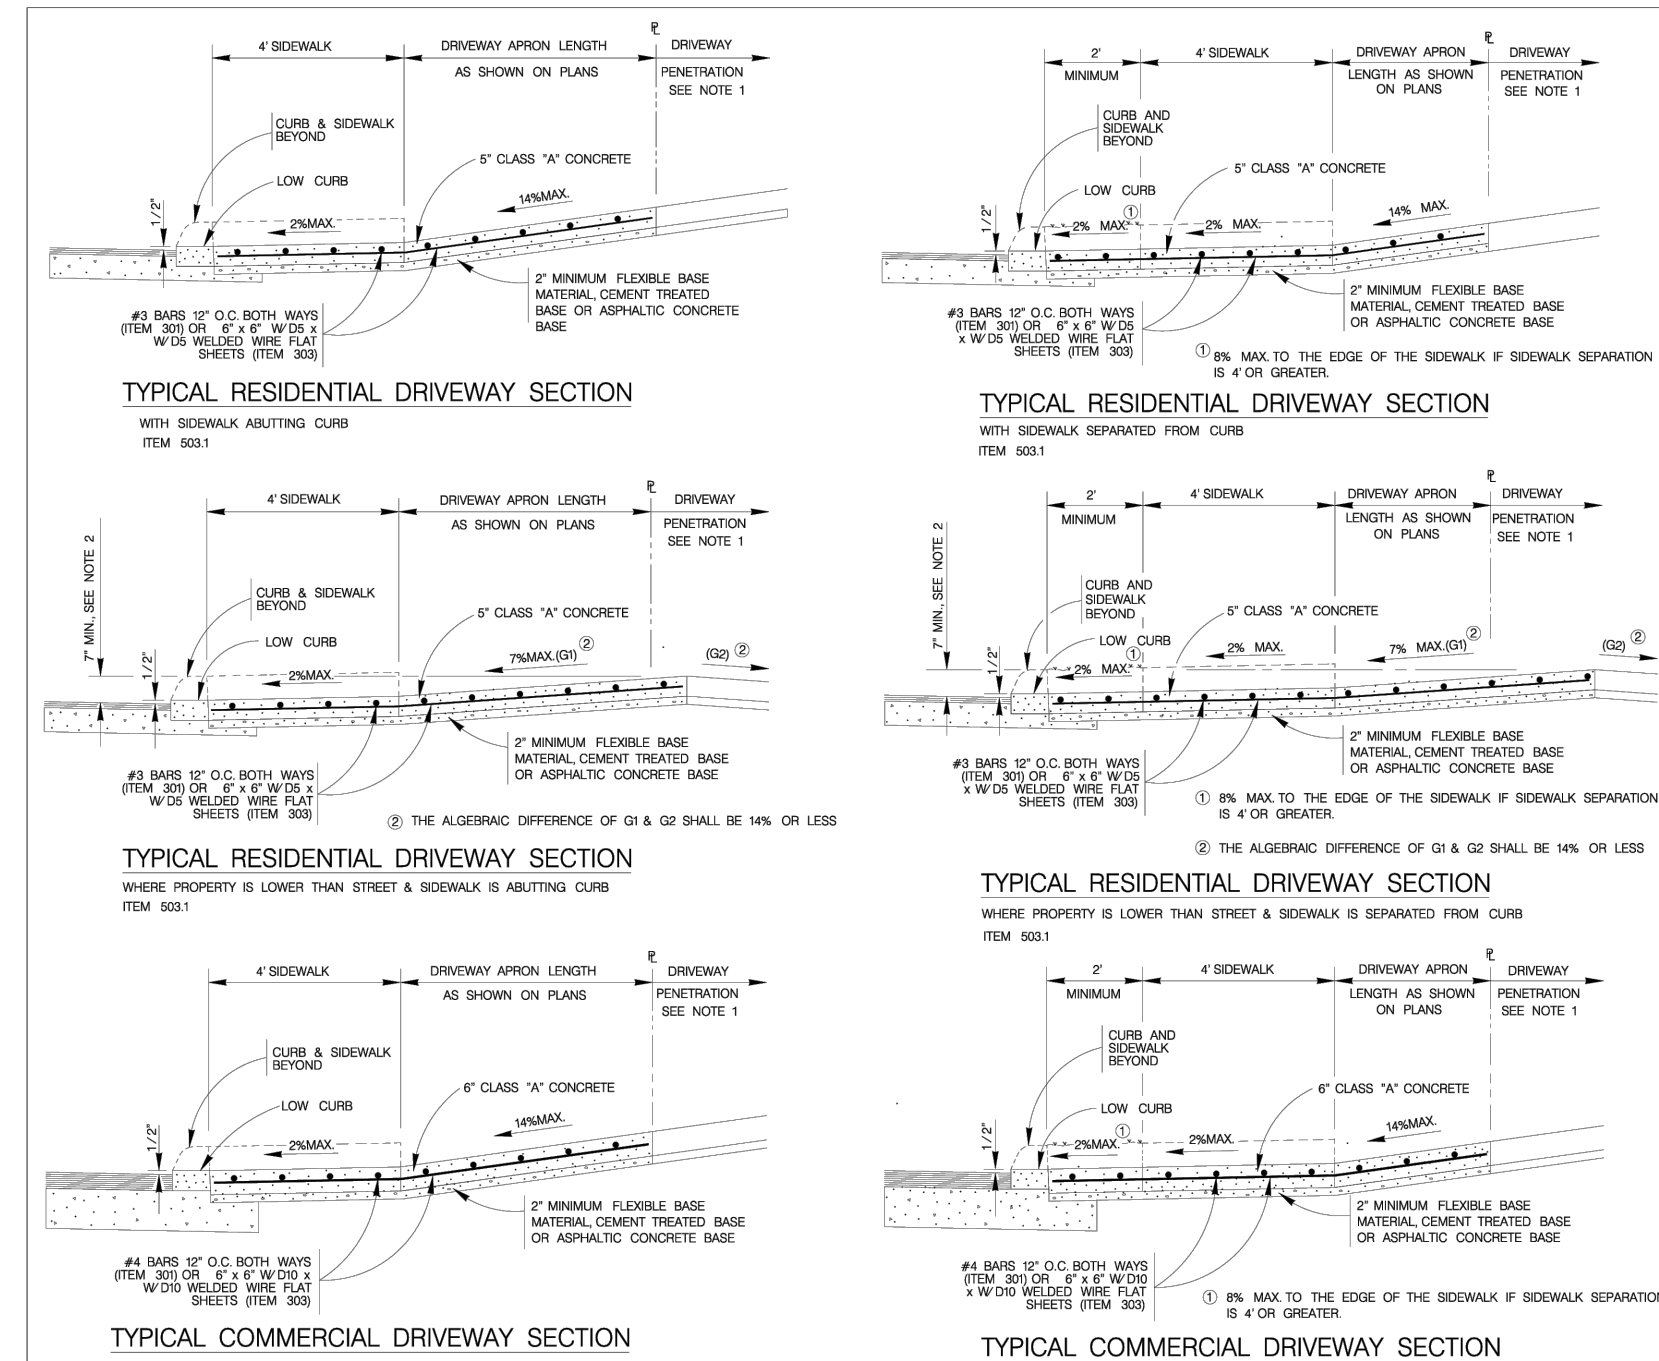 ℄
4' SIDEWALK
DRIVEWAY APRON LENGTH
AS SHOWN ON PLANS
DRIVEWAY
PENETRATION
SEE NOTE 1
CURB & SIDEWALK
BEYOND
5" CLASS "A" CONCRETE
LOW CURB
14%MAX.
1/2"
2%MAX.
2" MINIMUM FLEXIBLE BASE
MATERIAL, CEMENT TREATED
BASE OR ASPHALTIC CONCRETE
BASE
#3 BARS 12" O.C. BOTH WAYS
(ITEM 301) OR 6" x 6" W/D5 x
W/D5 WELDED WIRE FLAT
SHEETS (ITEM 303)
TYPICAL RESIDENTIAL DRIVEWAY SECTION
WITH SIDEWALK ABUTTING CURB
ITEM 503.1
PL
2'
MINIMUM
4' SIDEWALK
DRIVEWAY APRON
LENGTH AS SHOWN
ON PLANS
DRIVEWAY
PENETRATION
SEE NOTE 1
CURB AND
SIDEWALK
BEYOND
5" CLASS "A" CONCRETE
LOW CURB
14% MAX.
1/2"
2% MAX. ①
2% MAX.
2" MINIMUM FLEXIBLE BASE
MATERIAL, CEMENT TREATED BASE
OR ASPHALTIC CONCRETE BASE
#3 BARS 12" O.C. BOTH WAYS
(ITEM 301) OR 6" x 6" W/D5
x W/D5 WELDED WIRE FLAT
SHEETS (ITEM 303)
① 8% MAX. TO THE EDGE OF THE SIDEWALK IF SIDEWALK SEPARATION
IS 4' OR GREATER.
TYPICAL RESIDENTIAL DRIVEWAY SECTION
WITH SIDEWALK SEPARATED FROM CURB
ITEM 503.1
PL
4' SIDEWALK
DRIVEWAY APRON LENGTH
AS SHOWN ON PLANS
DRIVEWAY
PENETRATION
SEE NOTE 1
7" MIN., SEE NOTE 2
CURB & SIDEWALK
BEYOND
5" CLASS "A" CONCRETE
LOW CURB
7%MAX.(G1) ②
(G2) ②
1/2"
2%MAX.
2" MINIMUM FLEXIBLE BASE
MATERIAL, CEMENT TREATED BASE
OR ASPHALTIC CONCRETE BASE
#3 BARS 12" O.C. BOTH WAYS
(ITEM 301) OR 6" x 6" W/D5 x
W/D5 WELDED WIRE FLAT
SHEETS (ITEM 303)
② THE ALGEBRAIC DIFFERENCE OF G1 & G2 SHALL BE 14% OR LESS
TYPICAL RESIDENTIAL DRIVEWAY SECTION
WHERE PROPERTY IS LOWER THAN STREET & SIDEWALK IS ABUTTING CURB
ITEM 503.1
PL
2'
MINIMUM
4' SIDEWALK
DRIVEWAY APRON
LENGTH AS SHOWN
ON PLANS
DRIVEWAY
PENETRATION
SEE NOTE 1
7" MIN., SEE NOTE 2
CURB AND
SIDEWALK
BEYOND
5" CLASS "A" CONCRETE
LOW CURB
2% MAX.
7% MAX.(G1) ②
(G2) ②
1/2"
2% MAX. ①
2" MINIMUM FLEXIBLE BASE
MATERIAL, CEMENT TREATED BASE
OR ASPHALTIC CONCRETE BASE
#3 BARS 12" O.C. BOTH WAYS
(ITEM 301) OR 6" x 6" W/D5
x W/D5 WELDED WIRE FLAT
SHEETS (ITEM 303)
① 8% MAX. TO THE EDGE OF THE SIDEWALK IF SIDEWALK SEPARATION
IS 4' OR GREATER.
② THE ALGEBRAIC DIFFERENCE OF G1 & G2 SHALL BE 14% OR LESS
TYPICAL RESIDENTIAL DRIVEWAY SECTION
WHERE PROPERTY IS LOWER THAN STREET & SIDEWALK IS SEPARATED FROM CURB
ITEM 503.1
PL
4' SIDEWALK
DRIVEWAY APRON LENGTH
AS SHOWN ON PLANS
DRIVEWAY
PENETRATION
SEE NOTE 1
CURB & SIDEWALK
BEYOND
6" CLASS "A" CONCRETE
LOW CURB
14%MAX.
1/2"
2%MAX.
2" MINIMUM FLEXIBLE BASE
MATERIAL, CEMENT TREATED BASE
OR ASPHALTIC CONCRETE BASE
#4 BARS 12" O.C. BOTH WAYS
(ITEM 301) OR 6" x 6" W/D10 x
W/D10 WELDED WIRE FLAT
SHEETS (ITEM 303)
TYPICAL COMMERCIAL DRIVEWAY SECTION
PL
2'
MINIMUM
4' SIDEWALK
DRIVEWAY APRON
LENGTH AS SHOWN
ON PLANS
DRIVEWAY
PENETRATION
SEE NOTE 1
CURB AND
SIDEWALK
BEYOND
6" CLASS "A" CONCRETE
LOW CURB
14%MAX.
1/2"
2%MAX. ①
2%MAX.
2" MINIMUM FLEXIBLE BASE
MATERIAL, CEMENT TREATED BASE
OR ASPHALTIC CONCRETE BASE
#4 BARS 12" O.C. BOTH WAYS
(ITEM 301) OR 6" x 6" W/D10
x W/D10 WELDED WIRE FLAT
SHEETS (ITEM 303)
① 8% MAX. TO THE EDGE OF THE SIDEWALK IF SIDEWALK SEPARATION
IS 4' OR GREATER.
TYPICAL COMMERCIAL DRIVEWAY SECTION